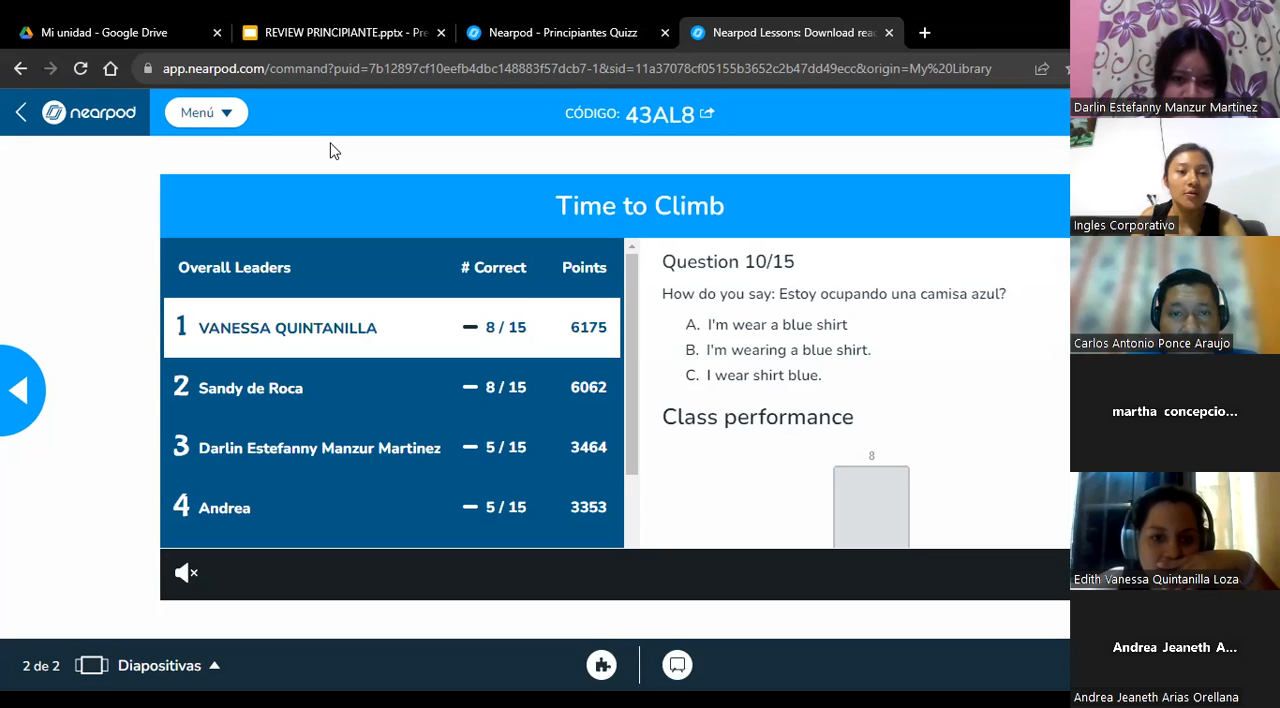 Mi unidad - Google Drive
REVIEW PRINCIPIANTE.pptx - Pre
Nearpod - Principiantes Quizz
Nearpod Lessons: Download rea
app.nearpod.com/command?puid=7b12897cf10eefb4dbc148883f57dcb7-1&sid=11a37078cf05155b3652c2b47dd49ecc&origin=My%20Library
nearpod
Menú
CÓDIGO: 43AL8
Time to Climb
Overall Leaders # Correct Points
1 VANESSA QUINTANILLA 8 / 15 6175
2 Sandy de Roca 8 / 15 6062
3 Darlin Estefanny Manzur Martinez 5 / 15 3464
4 Andrea 5 / 15 3353
Question 10/15
How do you say: Estoy ocupando una camisa azul?
A. I'm wear a blue shirt
B. I'm wearing a blue shirt.
C. I wear shirt blue.
Class performance
8
2 de 2
Diapositivas
Darlin Estefanny Manzur Martinez
Ingles Corporativo
Carlos Antonio Ponce Araujo
martha concepcio...
Edith Vanessa Quintanilla Loza
Andrea Jeaneth A...
Andrea Jeaneth Arias Orellana